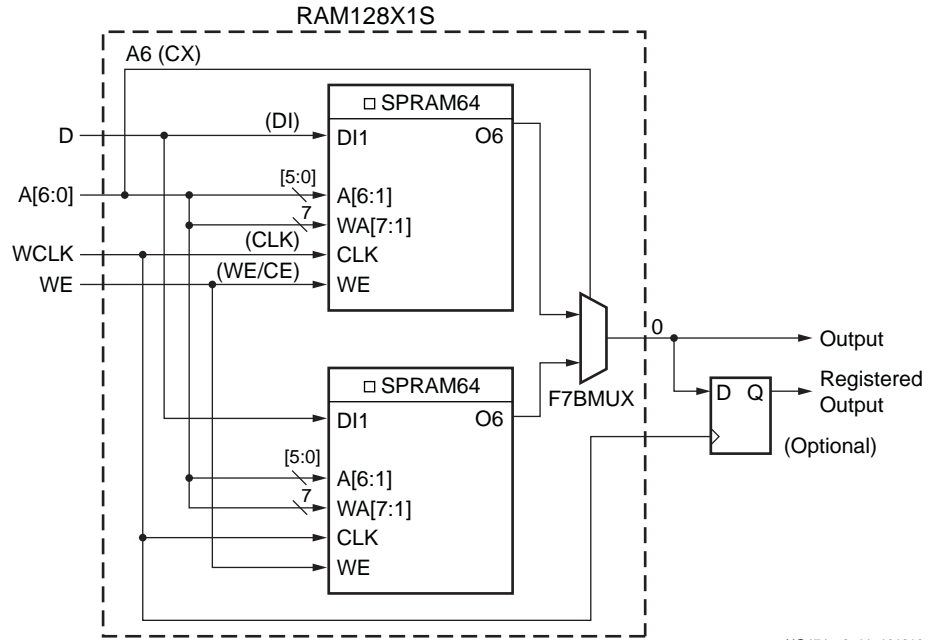 RAM128X1S
A6 (CX)
□ SPRAM64
D
(DI)
DI1
O6
A[6:0]
[5:0]
A[6:1]
7
WA[7:1]
WCLK
(CLK)
CLK
WE
(WE/CE)
WE
0
Output
F7BMUX
D Q
Registered
Output
(Optional)
□ SPRAM64
DI1
O6
[5:0]
A[6:1]
7
WA[7:1]
CLK
WE